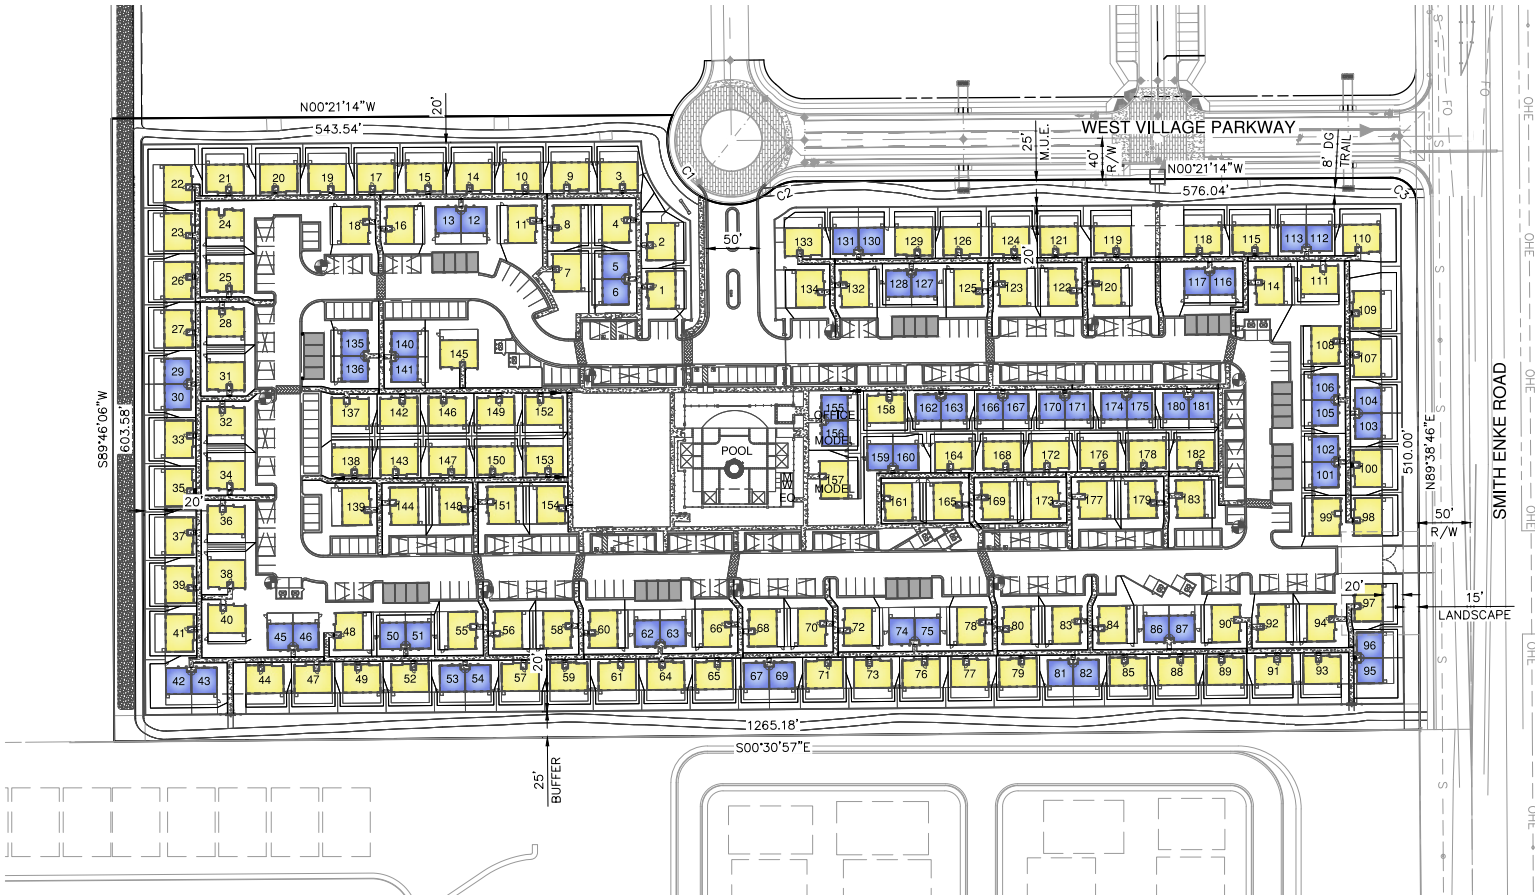 N00°21'14"W
543.54'
20'
C1
C2
25'
M.U.E.
40'
R/W
WEST VILLAGE PARKWAY
N00°21'14"W
576.04'
8' DG
TRAIL
C3
S
FO
S
FO
OHE
22 21 20 19 17 15 14 10 9 3
24 18 16 13 12 11 8 4 2
23
50'
133 131 130 129 126 124 121 119 118 115 113 112 110
20'
26 25 7 5 6 1
134 132 128 127 125 123 122 120 117 116 114 111
OHE
S
27 28 135 140 145
136 141
109
108 107
29 31
30
106 104
105 103
OHE
S89°46'06"W
603.58'
32 137 142 146 149 152
155 158 162 163 166 167 170 171 174 175 180 181
OFFICE
156
MODEL
33
138 143 147 150 153
POOL
159 160 164 168 172 176 178 182
102 100
101
510.00'
N89°38'46"E
SMITH ENKE ROAD
34
35
20'
157
MODEL
EQ
139 144 148 151 154
161 165 169 173 177 179 183
99 98
50'
R/W
OHE
36
37
38
39
20'
15'
LANDSCAPE
97
40
41
45 46 48 50 51 55 56 58 60 62 63 66 68 70 72 74 75 78 80 83 84 86 87 90 92 94
96
95
OHE
S
42 43 44 47 49 52 53 54 57 20' 59 61 64 65 67 69 71 73 76 77 79 81 82 85 88 89 91 93
1265.18'
S00°30'57"E
25'
BUFFER
S
OHE